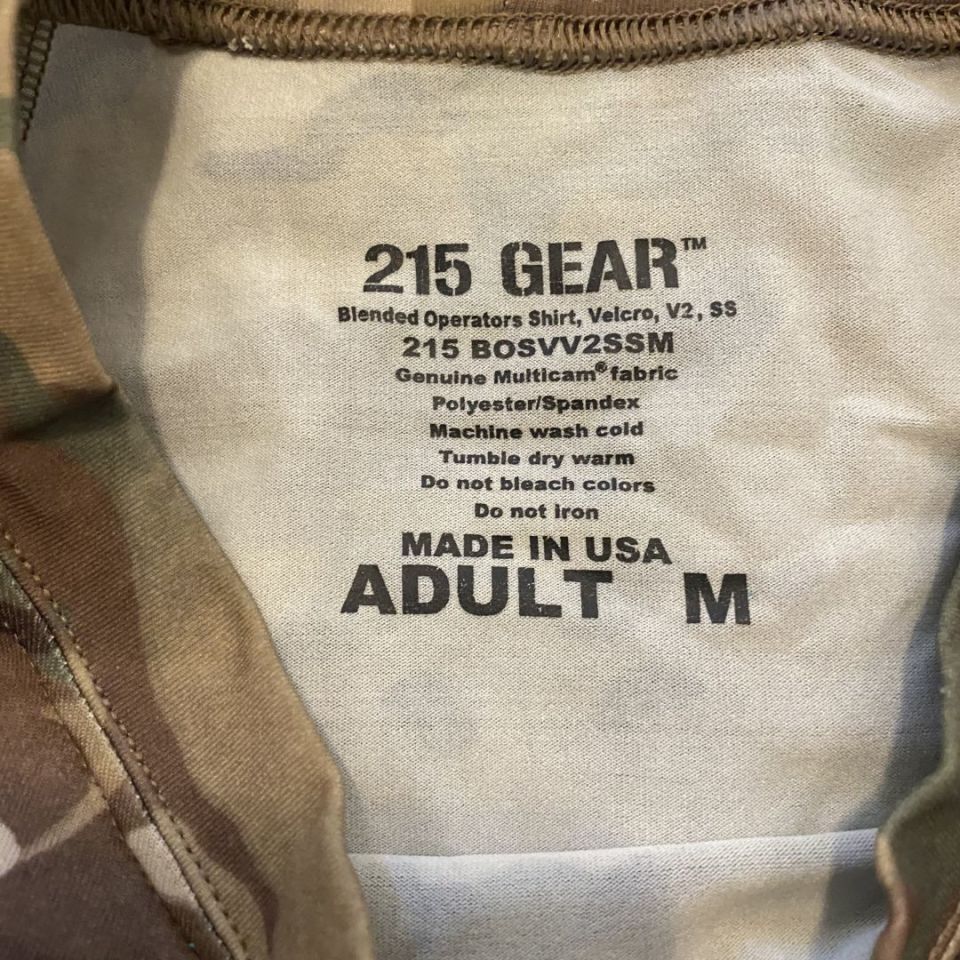 215 GEAR™
Blended Operators Shirt, Velcro, V2, SS
215 BOSVV2SSM
Genuine Multicam® fabric
Polyester/Spandex
Machine wash cold
Tumble dry warm
Do not bleach colors
Do not iron
MADE IN USA
ADULT M